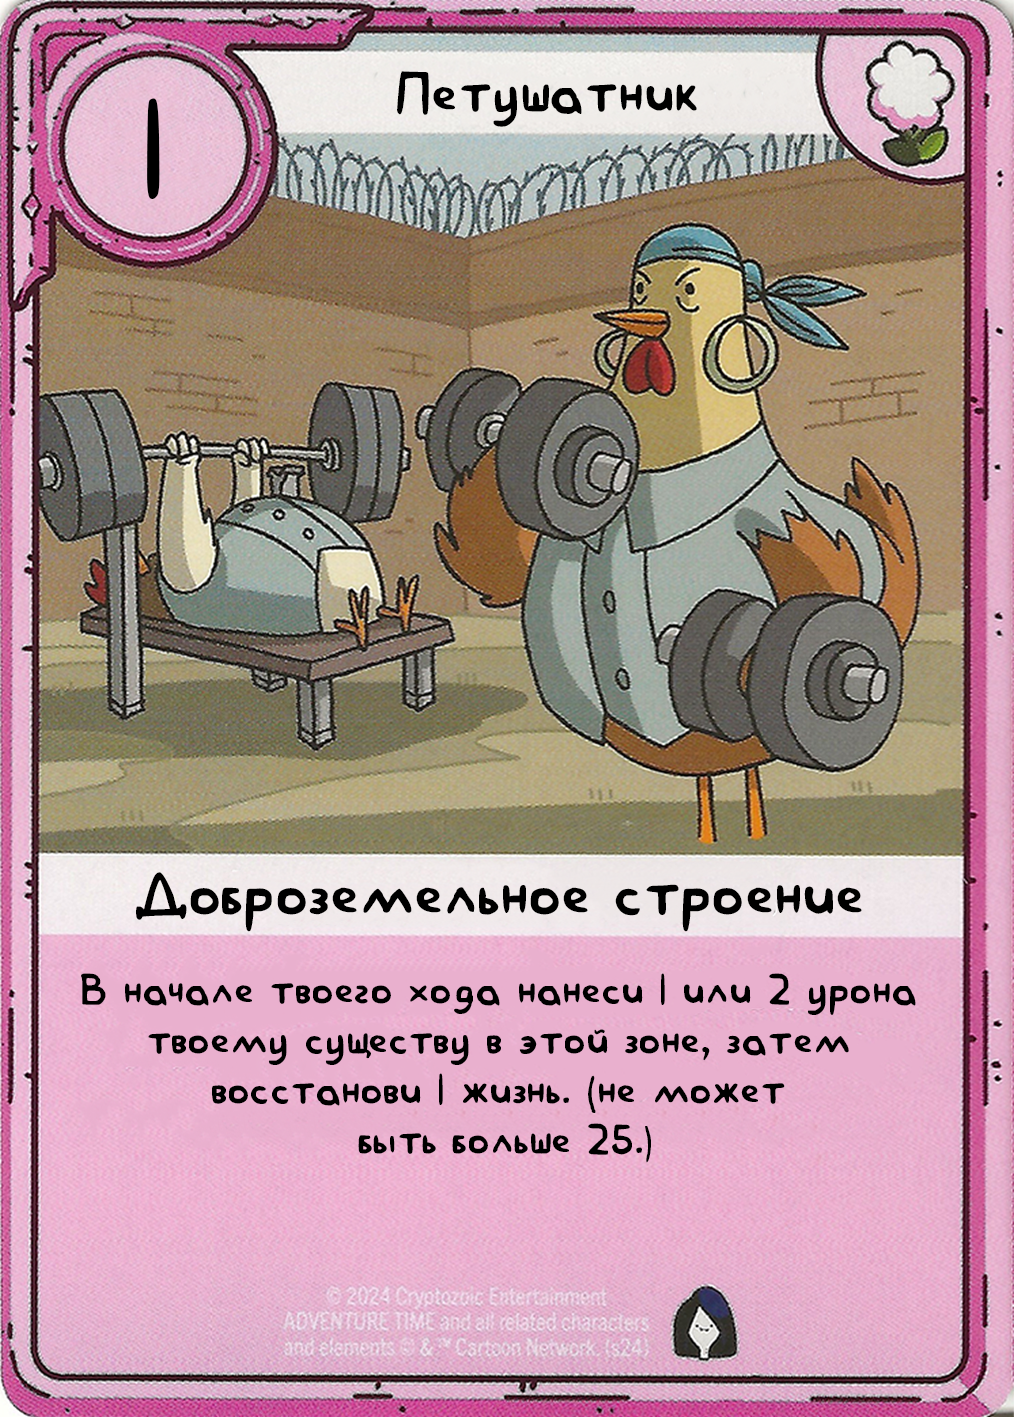 1
Петушатник
Доброземельное строение
В начале твоего хода нанеси 1 или 2 урона
твоему существу в этой зоне, затем
восстанови 1 жизнь. (не может
быть больше 25.)
© 2024 Cryptozoic Entertainment
ADVENTURE TIME and all related characters
and elements © & ™ Cartoon Network. (s24)